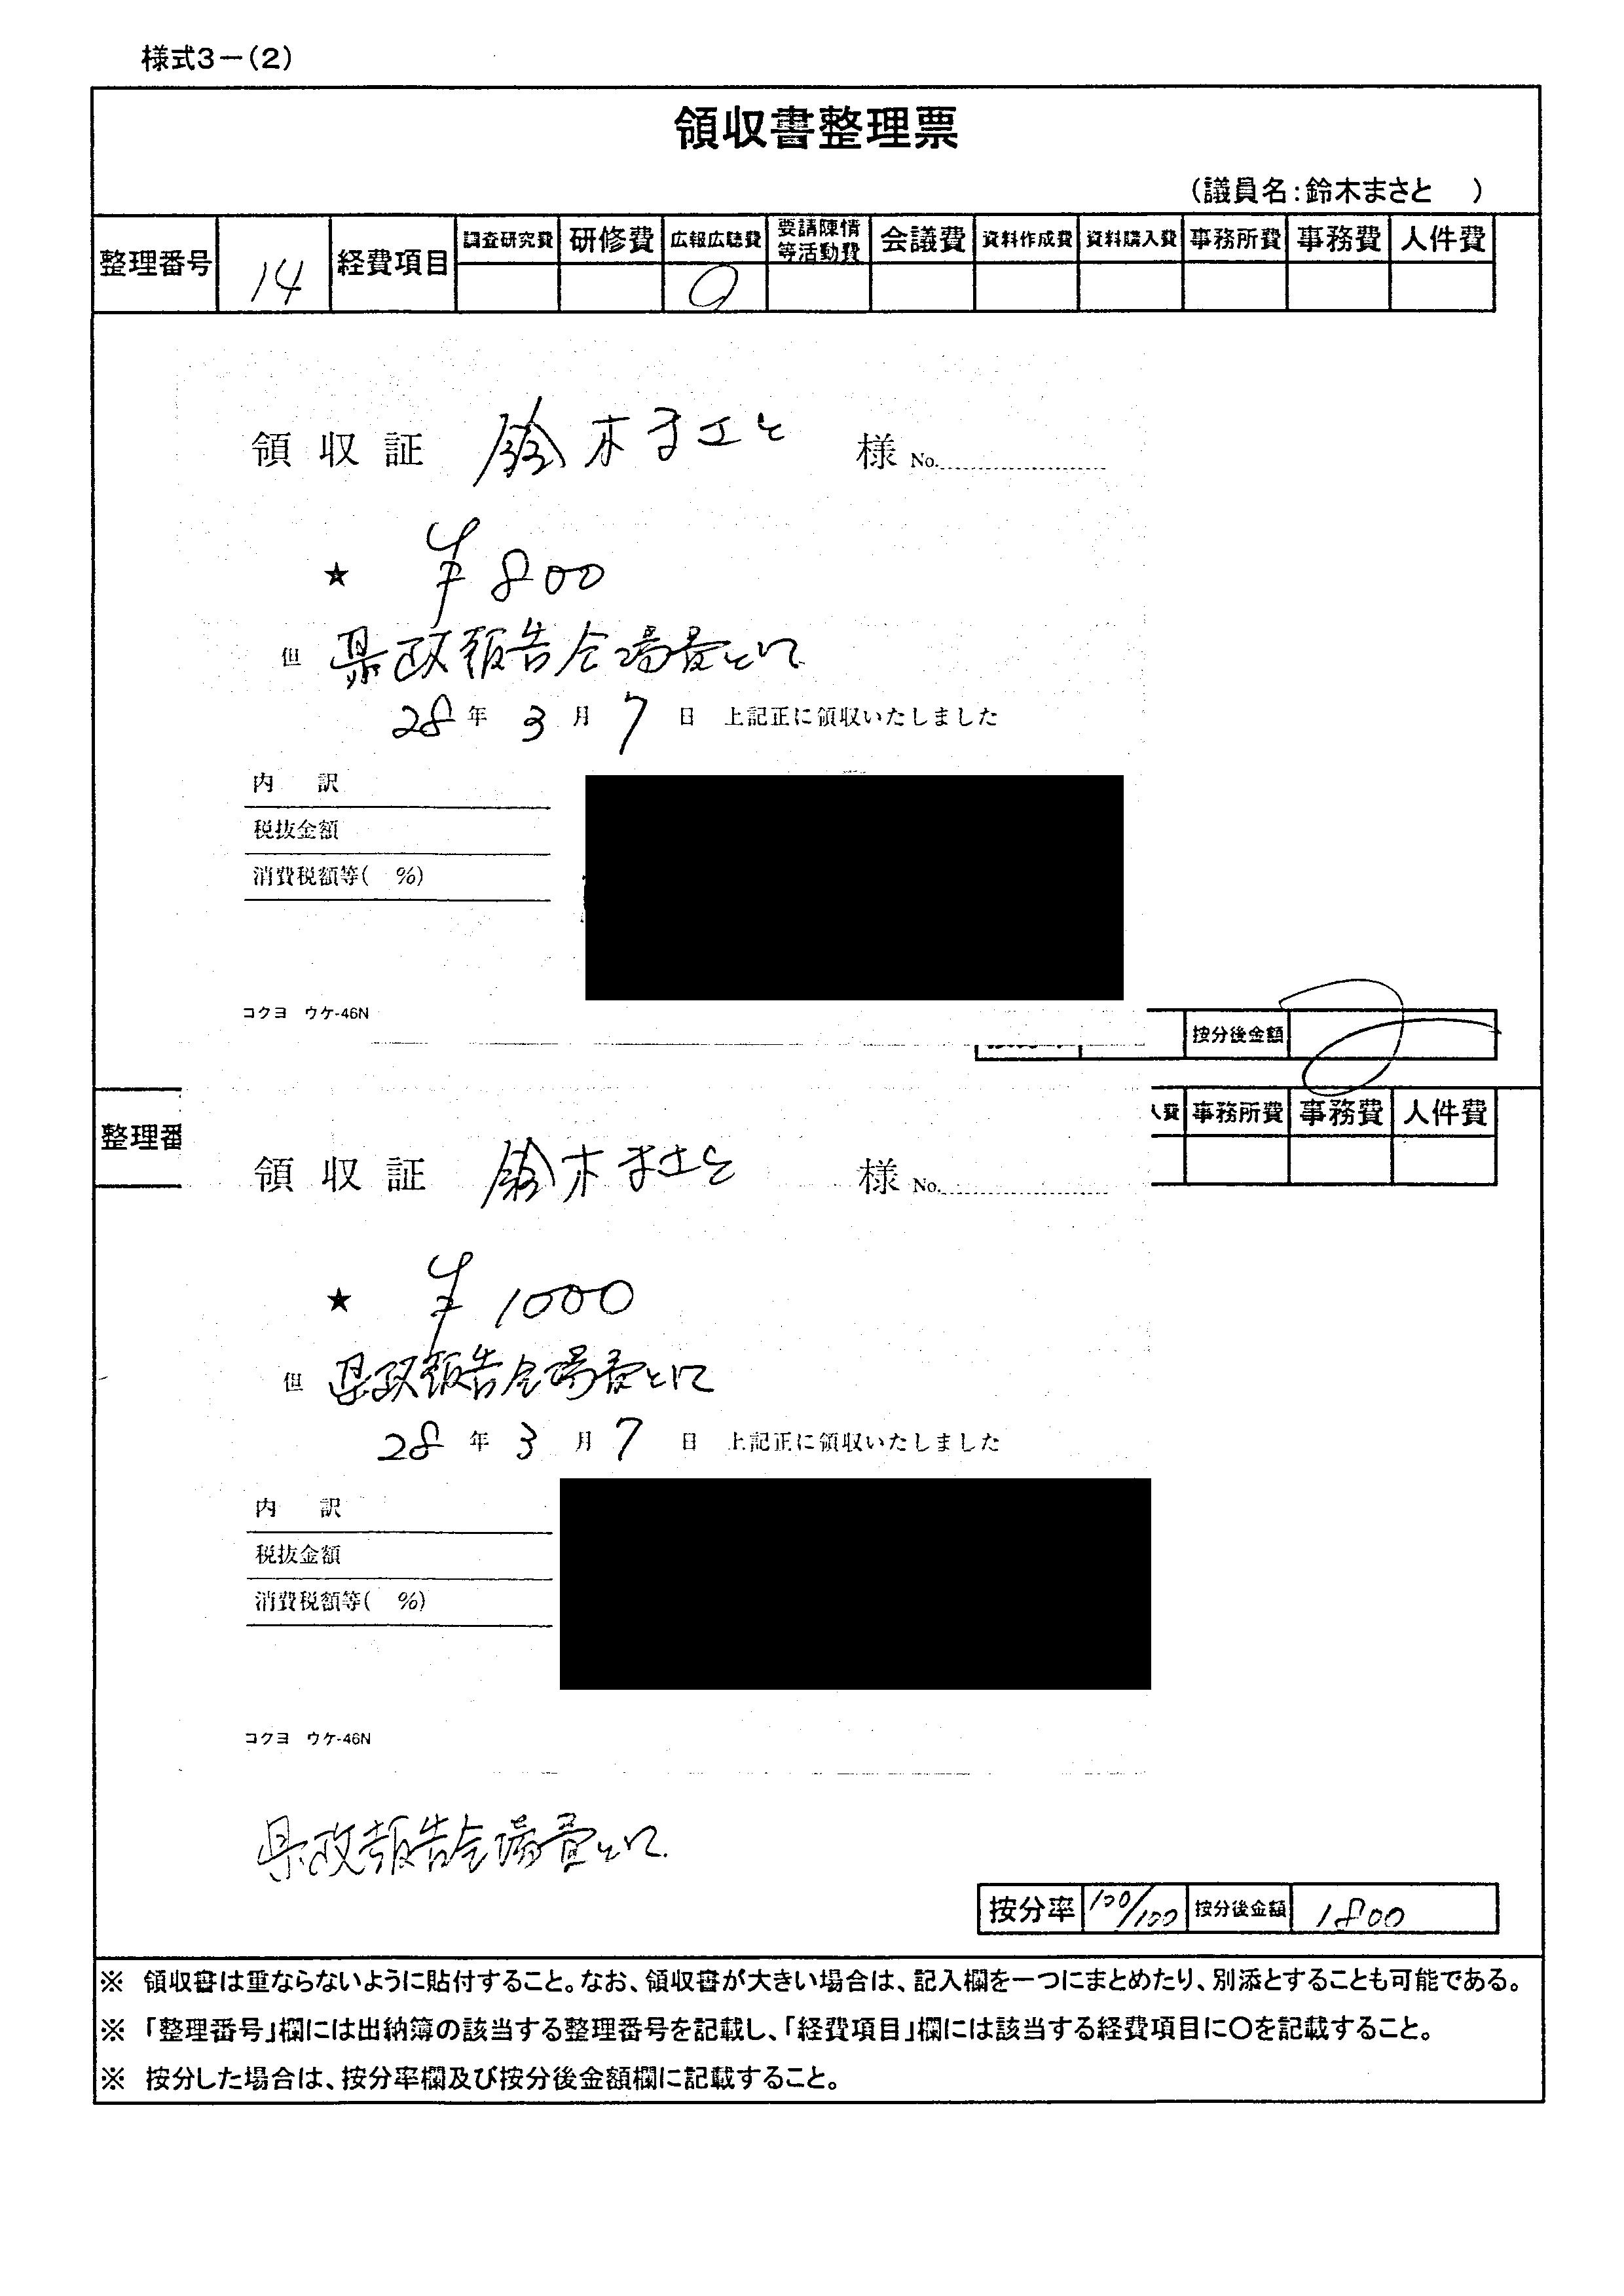 様式3－(2)
領収書整理票
(議員名:鈴木まさと　)
整理番号 14 経費項目 調査研究費 研修費 広報広聴費 要請陳情等活動費 会議費 資料作成費 資料購入費 事務所費 事務費 人件費
○
領収証 鈴木まさと 様 No.
★ ¥800
但 県政報告会場費として
28年3月7日 上記正に領収いたしました
内訳
税抜金額
消費税額等( %)
コクヨ ウケ-46N
按分後金額
整理番 入費 事務所費 事務費 人件費
領収証 鈴木まさと 様 No.
★ ¥1000
但 県政報告会場費として
28年3月7日 上記正に領収いたしました
内訳
税抜金額
消費税額等( %)
コクヨ ウケ-46N
県政報告会場費として
按分率 100/100 按分後金額 1800
※ 領収書は重ならないように貼付すること。なお、領収書が大きい場合は、記入欄を一つにまとめたり、別添とすることも可能である。
※ 「整理番号」欄には出納簿の該当する整理番号を記載し、「経費項目」欄には該当する経費項目に○を記載すること。
※ 按分した場合は、按分率欄及び按分後金額欄に記載すること。